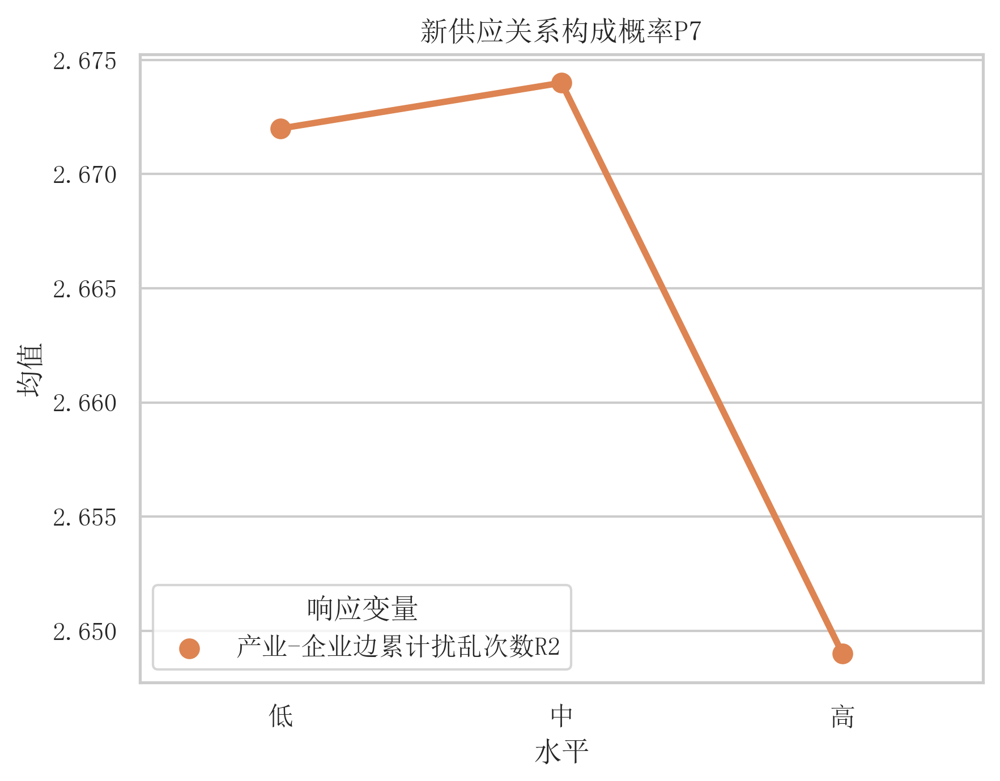 新供应关系构成概率P7
2.675
2.670
2.665
2.660
2.655
2.650
均值
响应变量
产业-企业边累计扰乱次数R2
低
中
高
水平